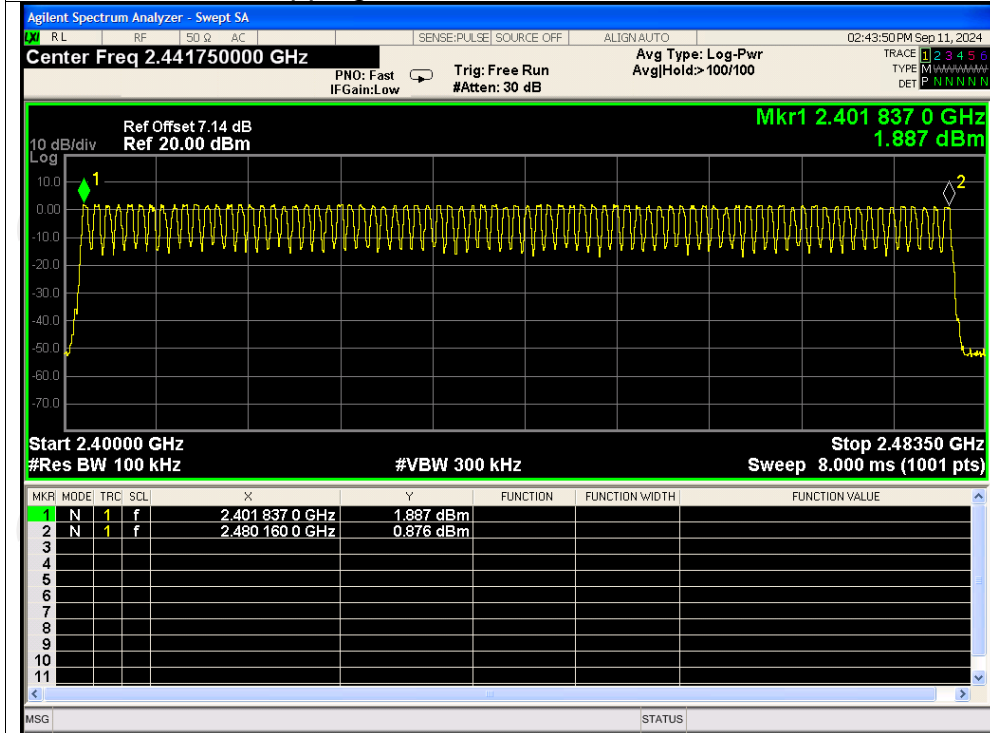 Agilent Spectrum Analyzer - Swept SA
LXI RL RF 50 Ω AC SENSE:PULSE SOURCE OFF ALIGN AUTO 02:43:50 PM Sep 11, 2024
Center Freq 2.441750000 GHz
PNO: Fast
IFGain:Low
Trig: Free Run
#Atten: 30 dB
Avg Type: Log-Pwr
Avg|Hold:>100/100
TRACE 1 2 3 4 5 6
TYPE M W W W W W
DET P N N N N N
Mkr1 2.401 837 0 GHz
1.887 dBm
Ref Offset 7.14 dB
10 dB/div Ref 20.00 dBm
Log
1
2
10.0
0.00
-10.0
-20.0
-30.0
-40.0
-50.0
-60.0
-70.0
Start 2.40000 GHz Stop 2.48350 GHz
#Res BW 100 kHz #VBW 300 kHz Sweep 8.000 ms (1001 pts)
MKR MODE TRC SCL X Y FUNCTION FUNCTION WIDTH FUNCTION VALUE
1 N 1 f 2.401 837 0 GHz 1.887 dBm
2 N 1 f 2.480 160 0 GHz 0.876 dBm
3
4
5
6
7
8
9
10
11
MSG STATUS